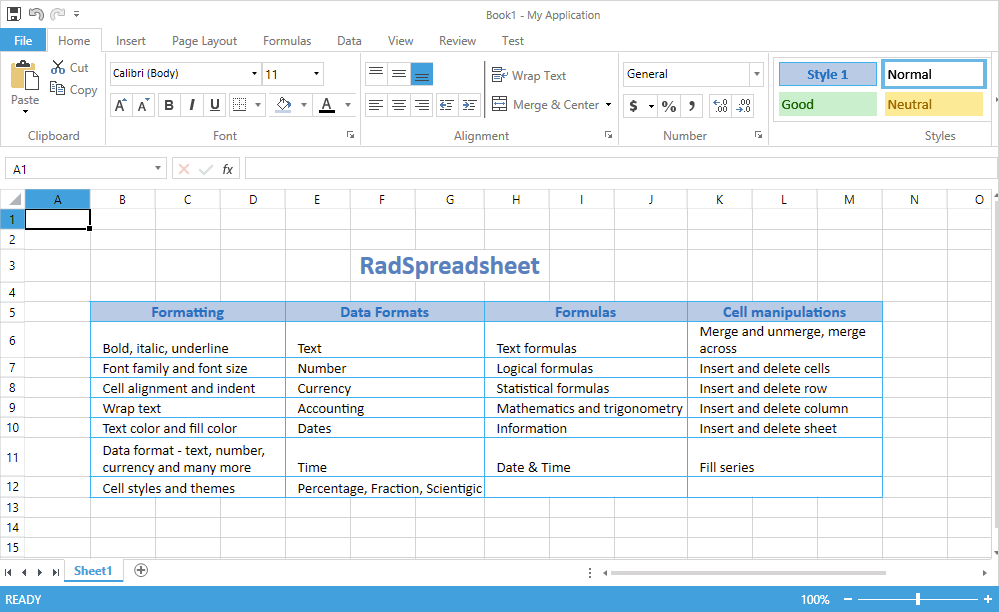 Book1 - My Application
File Home Insert Page Layout Formulas Data View Review Test
Paste
Cut
Copy
Clipboard
Calibri (Body) 11
A A B I U A
Font
Wrap Text
Merge & Center
Alignment
General
$ % ,
←.0 .00
.00 →.0
Number
Style 1 Normal
Good Neutral
Styles
A1 fx
A B C D E F G H I J K L M N O
1
2
3 RadSpreadsheet
4
5 Formatting Data Formats Formulas Cell manipulations
Merge and unmerge, merge
6 Bold, italic, underline Text Text formulas across
7 Font family and font size Number Logical formulas Insert and delete cells
8 Cell alignment and indent Currency Statistical formulas Insert and delete row
9 Wrap text Accounting Mathematics and trigonometry Insert and delete column
10 Text color and fill color Dates Information Insert and delete sheet
Data format - text, number,
11 currency and many more Time Date & Time Fill series
12 Cell styles and themes Percentage, Fraction, Scientigic
13
14
15
Sheet1
READY 100%